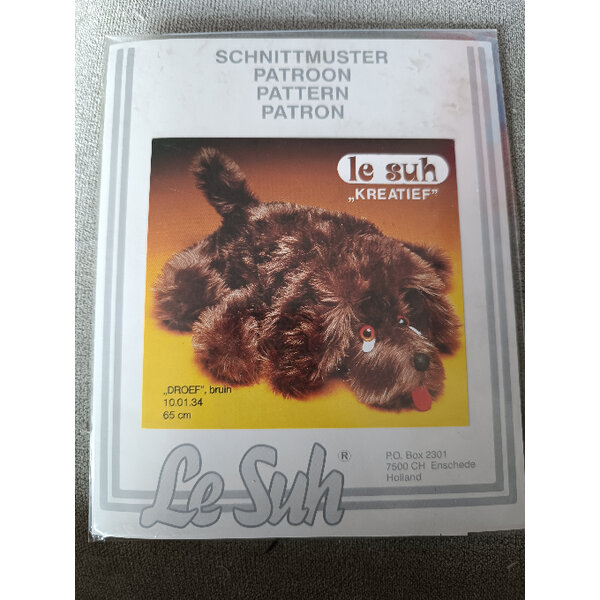 SCHNITTMUSTER
PATROON
PATTERN
PATRON
le suh
„KREATIEF”
„DROEF”, bruin
10.01.34
65 cm
Le Suh ®
P.O. Box 2301
7500 CH Enschede
Holland